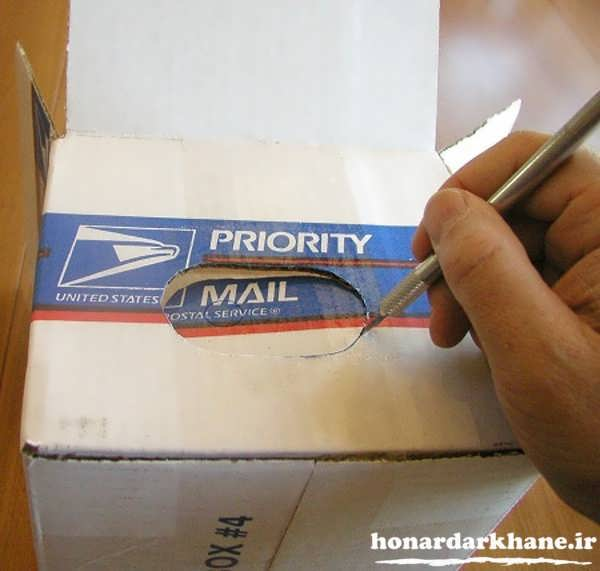 PRIORITY
MAIL
UNITED STATES
OSTAL SERVICE®
OX #4
honardarkhane.ir